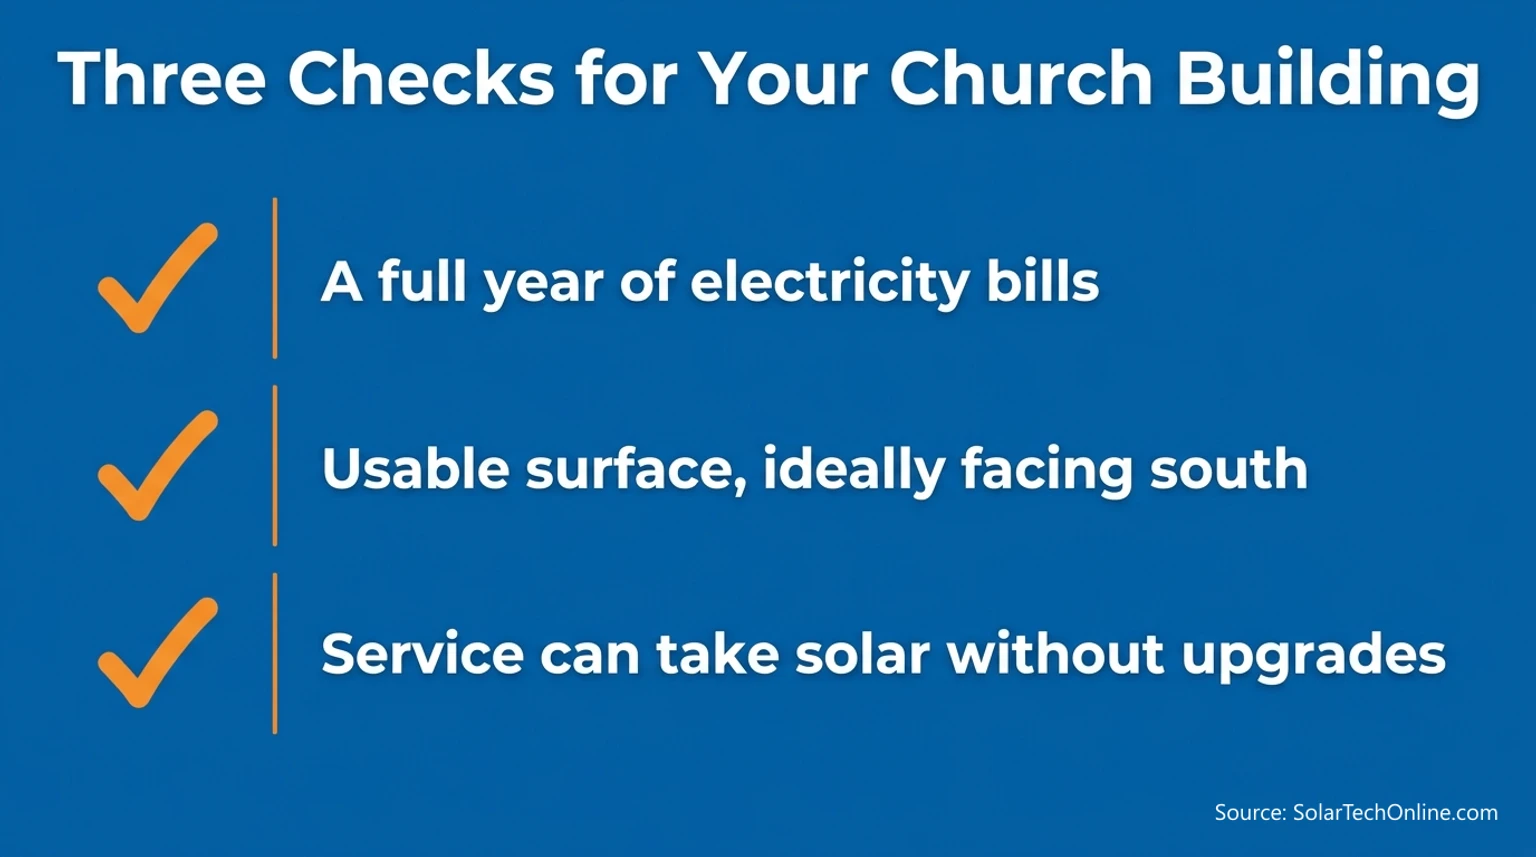 Three Checks for Your Church Building
A full year of electricity bills
Usable surface, ideally facing south
Service can take solar without upgrades
Source: SolarTechOnline.com